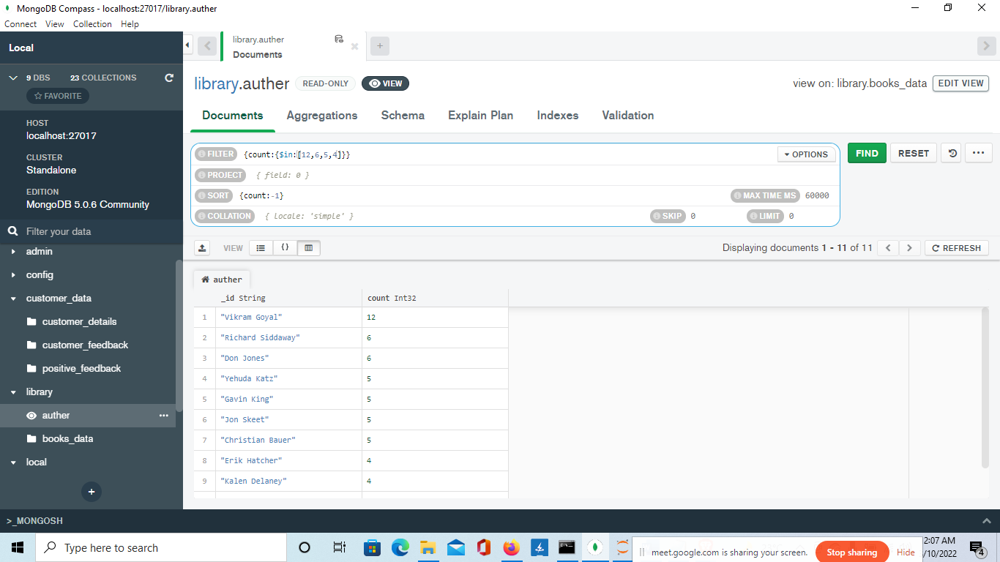 MongoDB Compass - localhost:27017/library.auther
Connect View Collection Help
Local
9 DBS 23 COLLECTIONS
FAVORITE
HOST
localhost:27017
CLUSTER
Standalone
EDITION
MongoDB 5.0.6 Community
Filter your data
admin
config
customer_data
customer_details
customer_feedback
positive_feedback
library
auther
books_data
local
+
library.auther
Documents
+
library.auther READ-ONLY VIEW
view on: library.books_data EDIT VIEW
Documents Aggregations Schema Explain Plan Indexes Validation
FILTER {count:{$in:[12,6,5,4]}} OPTIONS
FIND RESET
PROJECT { field: 0 }
SORT {count:-1} MAX TIME MS 60000
COLLATION { locale: 'simple' } SKIP 0 LIMIT 0
VIEW {} Displaying documents 1 - 11 of 11 REFRESH
auther
_id String count Int32
1 "Vikram Goyal" 12
2 "Richard Siddaway" 6
3 "Don Jones" 6
4 "Yehuda Katz" 5
5 "Gavin King" 5
6 "Jon Skeet" 5
7 "Christian Bauer" 5
8 "Erik Hatcher" 4
9 "Kalen Delaney" 4
>_MONGOSH
Type here to search
meet.google.com is sharing your screen. Stop sharing Hide
2:07 AM
/10/2022
4